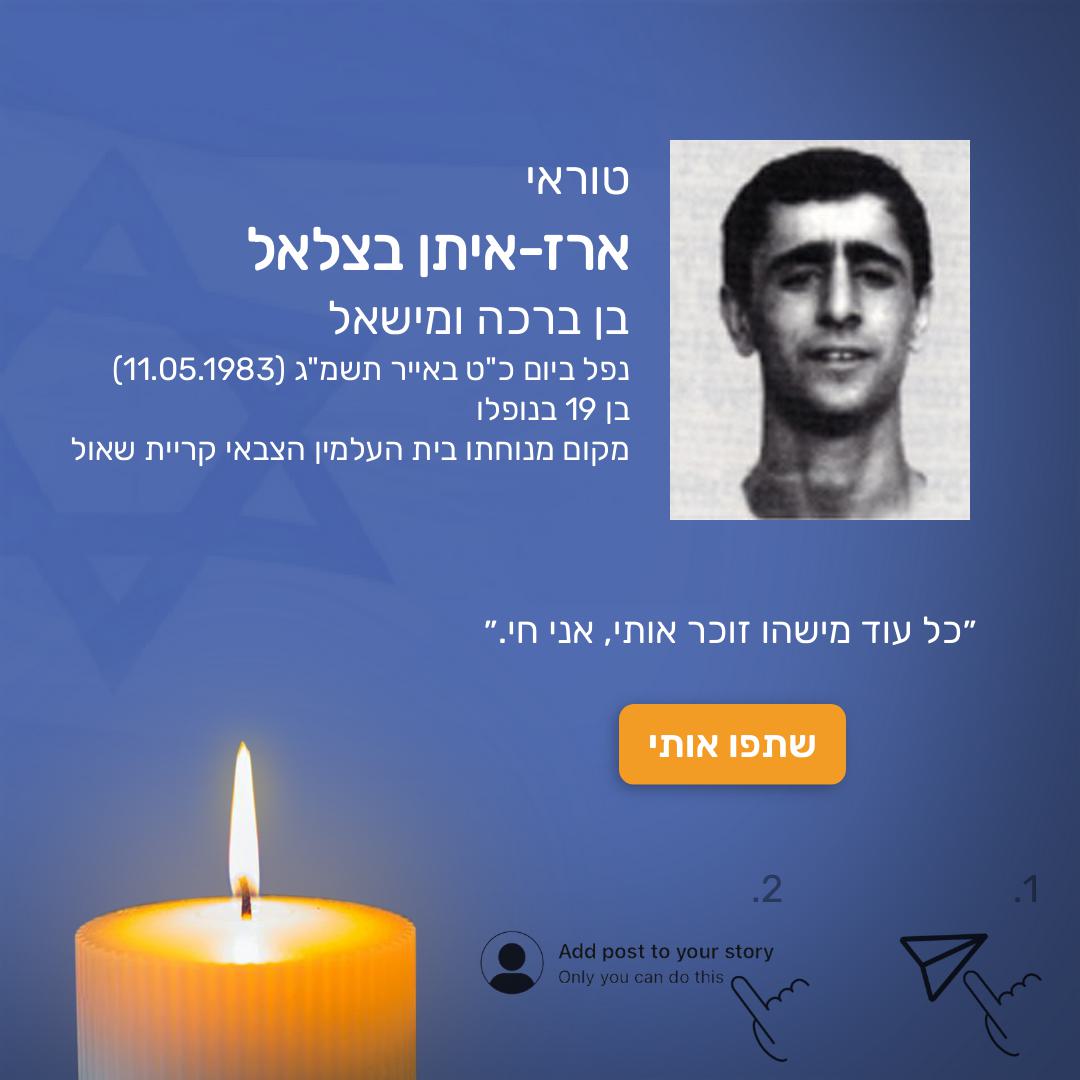 טוראי
ארז-איתן בצלאל
בן ברכה ומישאל
נפל ביום כ"ט באייר תשמ"ג (11.05.1983)
בן 19 בנופלו
מקום מנוחתו בית העלמין הצבאי קריית שאול
״כל עוד מישהו זוכר אותי, אני חי.״
שתפו אותי
1.
2.
Add post to your story
Only you can do this